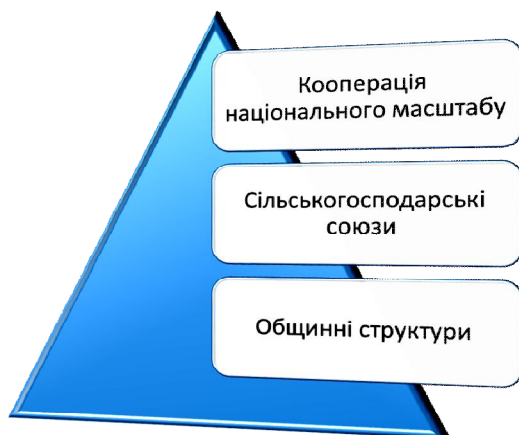 Кооперація
національного масштабу
Сільськогосподарські
союзи
Общинні структури